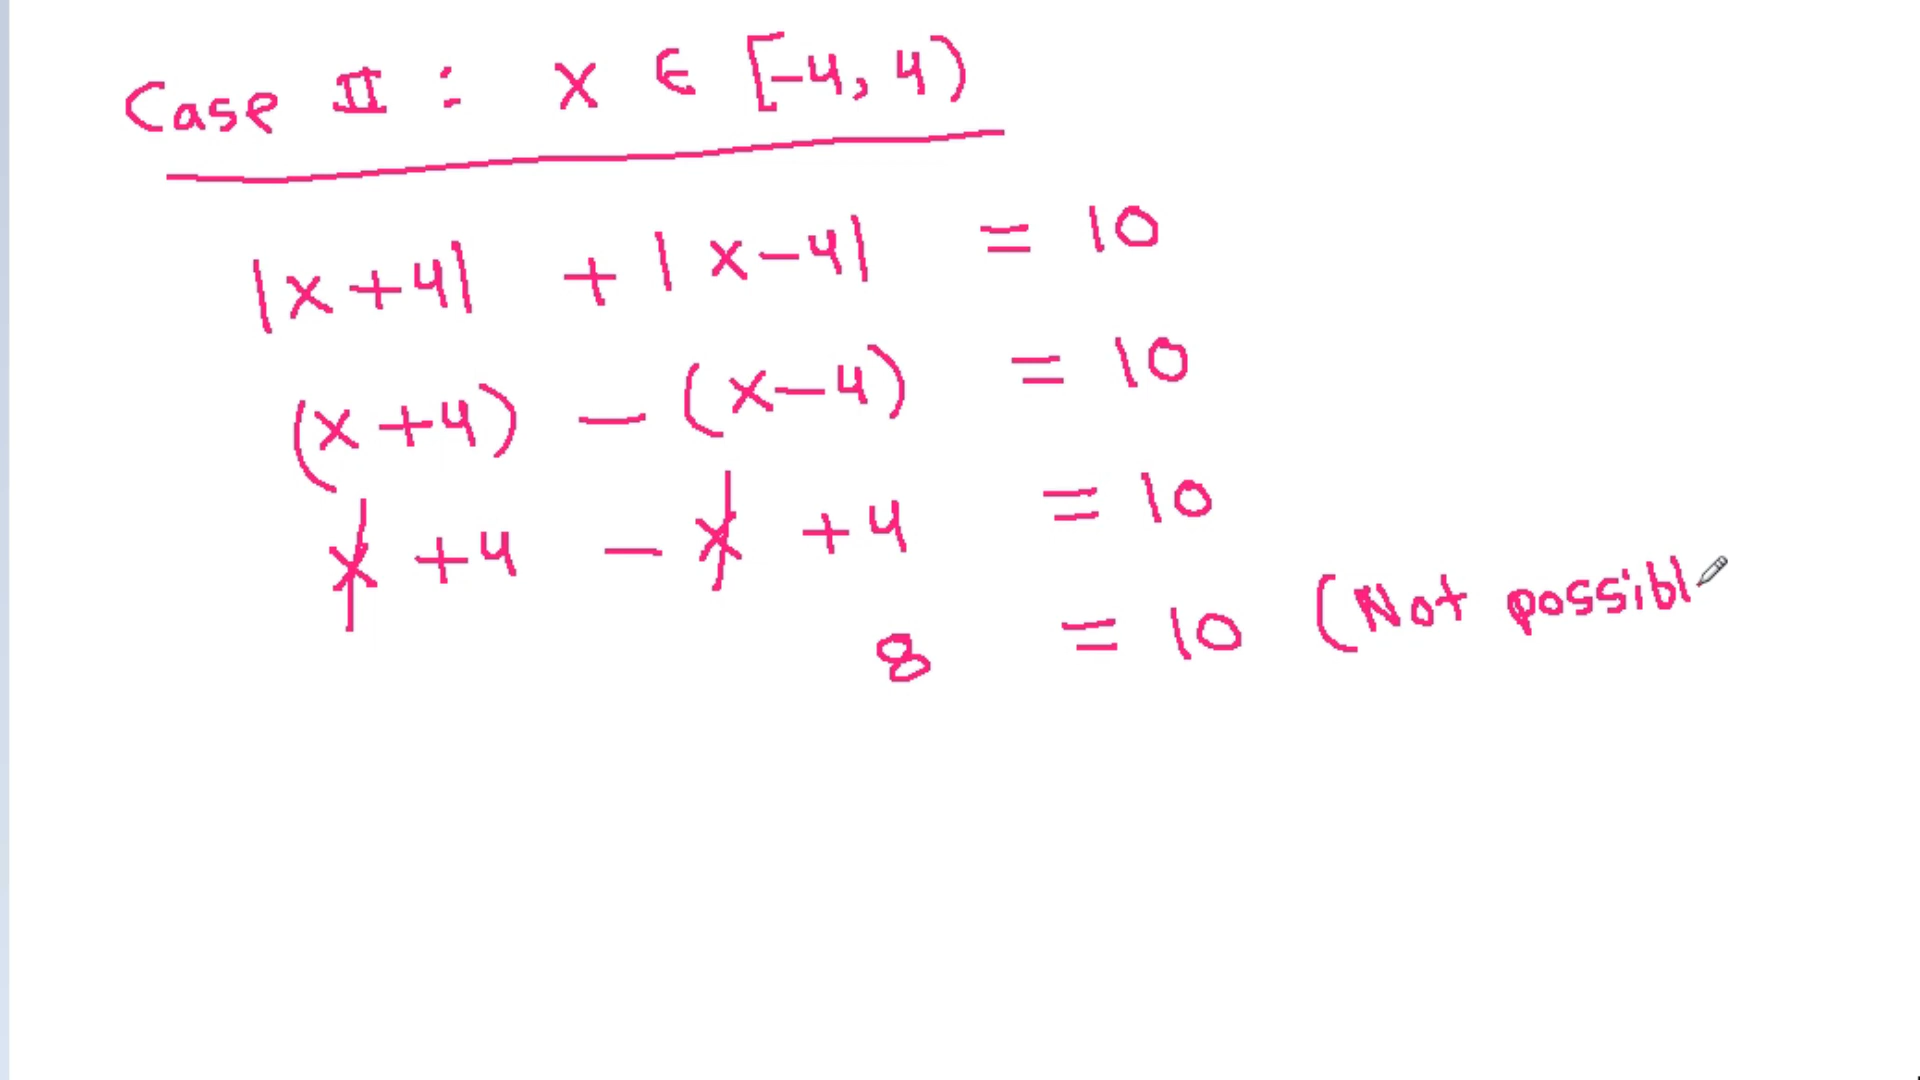 Case II : x ∈ [-4, 4)
|x+4| + |x-4| = 10
(x+4) - (x-4) = 10
x +4 - x +4 = 10
8 = 10 (Not possibl